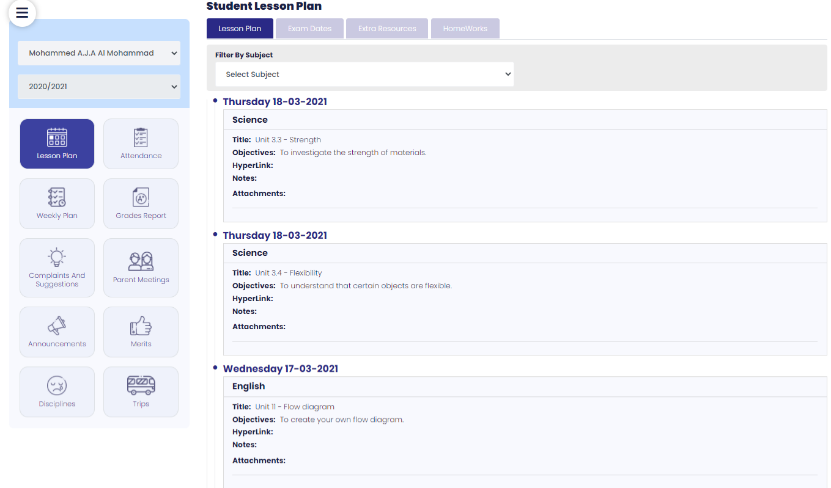 Student Lesson Plan
Lesson Plan
Exam Dates
Extra Resources
HomeWorks
Mohammed A.J.A Al Mohammad
2020/2021
Lesson Plan
Attendance
Weekly Plan
Grades Report
Complaints And
Suggestions
Parent Meetings
Announcements
Merits
Disciplines
Trips
Filter By Subject
Select Subject
Thursday 18-03-2021
Science
Title: Unit 3.3 - Strength
Objectives: To investigate the strength of materials
HyperLink:
Notes:
Attachments:
Thursday 18-03-2021
Science
Title: Unit 3.4 - Flexibility
Objectives: To understand that certain objects are flexible.
HyperLink:
Notes:
Attachments:
Wednesday 17-03-2021
English
Title: Unit 11 - Flow diagram
Objectives: To create your own flow diagram.
HyperLink:
Notes:
Attachments: